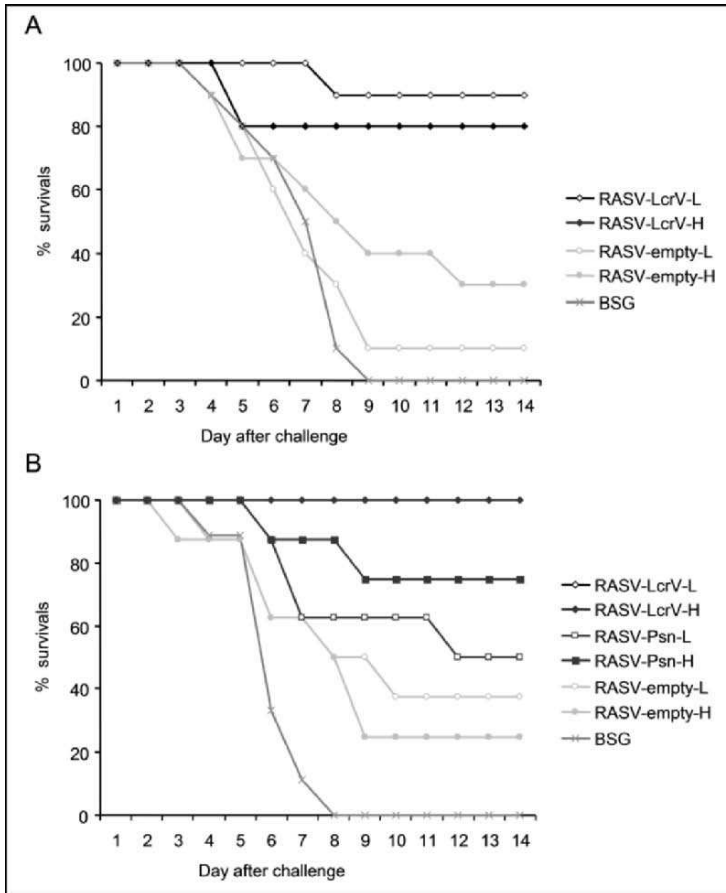 A
100
80
60
40
20
0
% survivals
1 2 3 4 5 6 7 8 9 10 11 12 13 14
Day after challenge
RASV-LcrV-L
RASV-LcrV-H
RASV-empty-L
RASV-empty-H
BSG
B
100
80
60
40
20
0
% survivals
1 2 3 4 5 6 7 8 9 10 11 12 13 14
Day after challenge
RASV-LcrV-L
RASV-LcrV-H
RASV-Psn-L
RASV-Psn-H
RASV-empty-L
RASV-empty-H
BSG